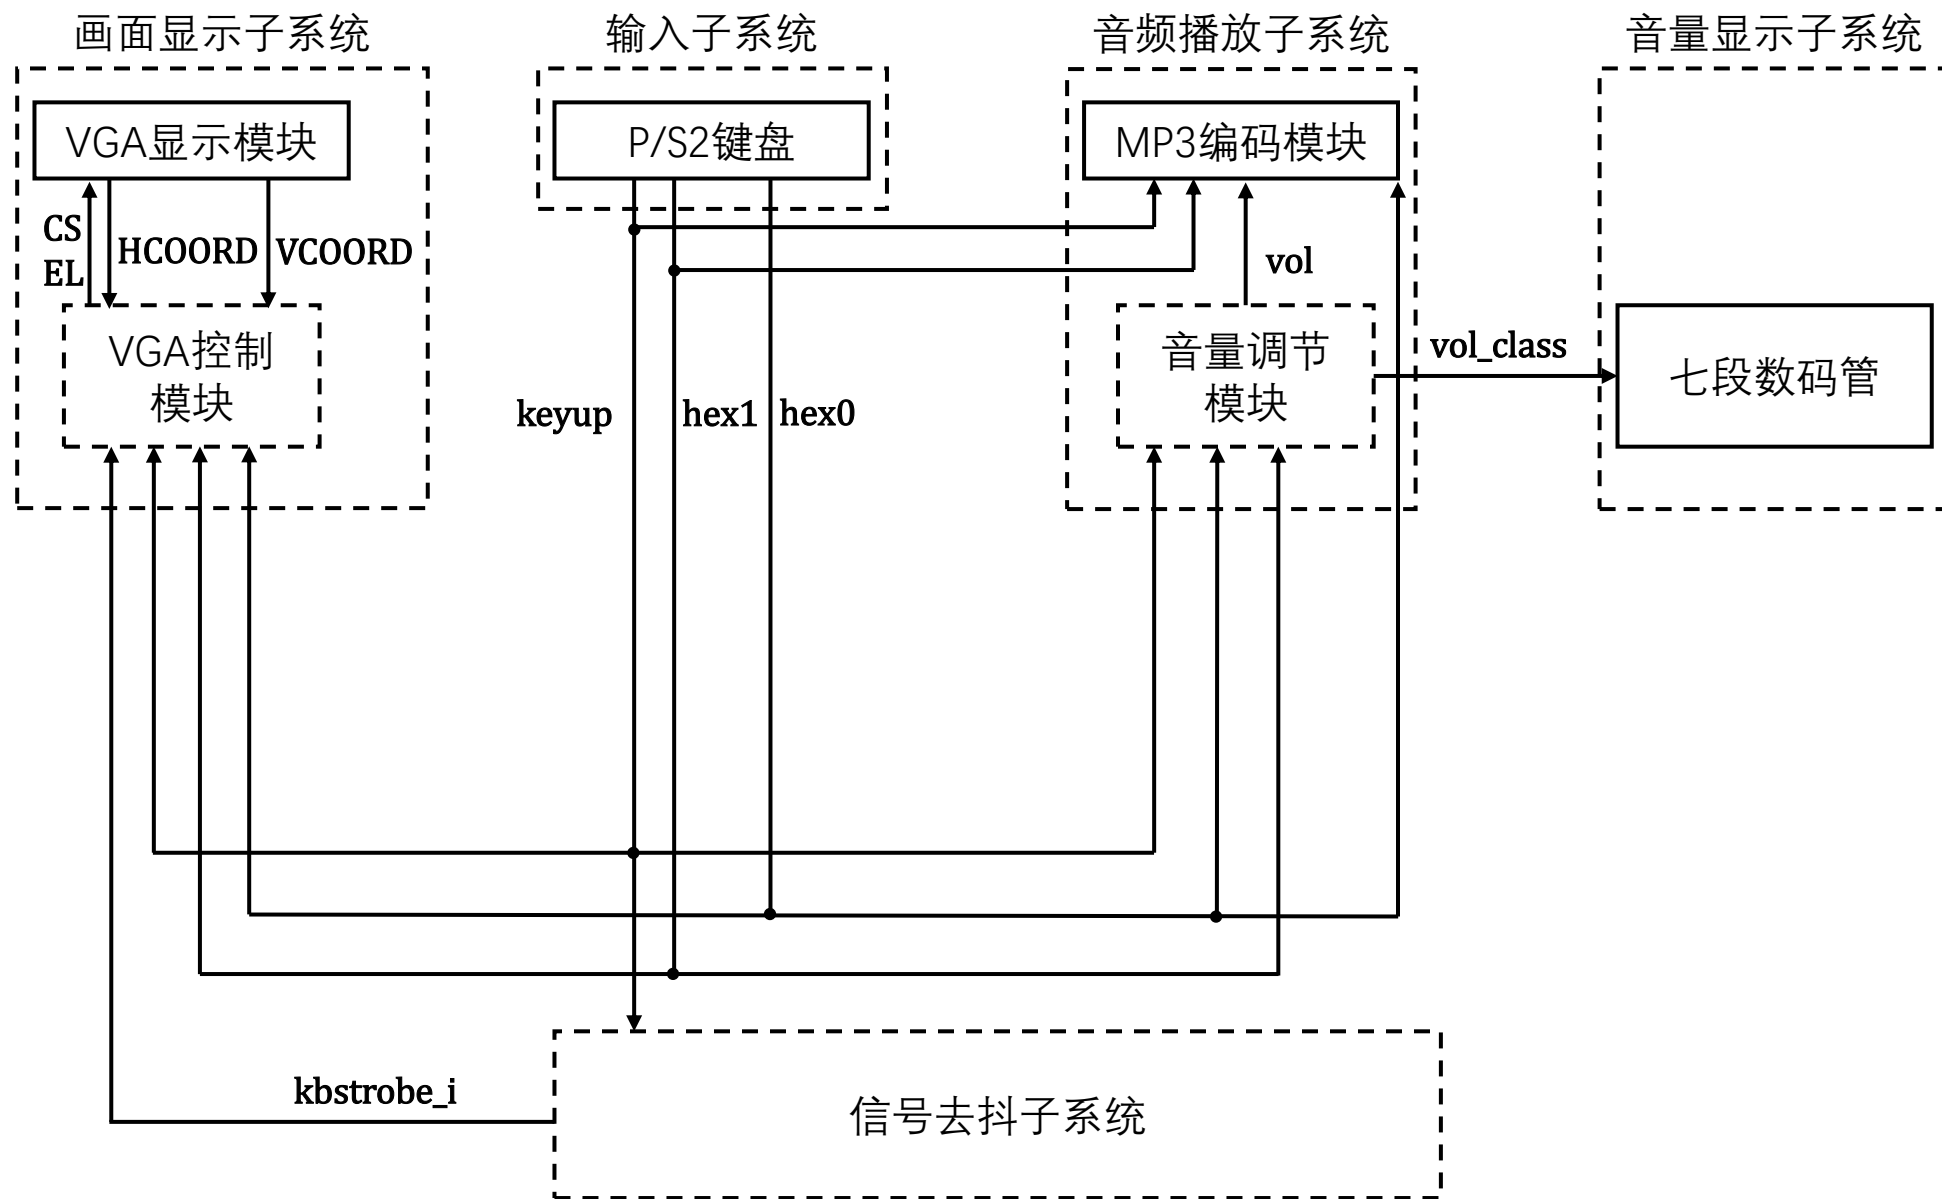 画面显示子系统
输入子系统
音频播放子系统
音量显示子系统
VGA显示模块
P/S2键盘
MP3编码模块
CS
EL
HCOORD
VCOORD
vol
VGA控制
模块
音量调节
模块
vol_class
七段数码管
keyup
hex1
hex0
kbstrobe_i
信号去抖子系统